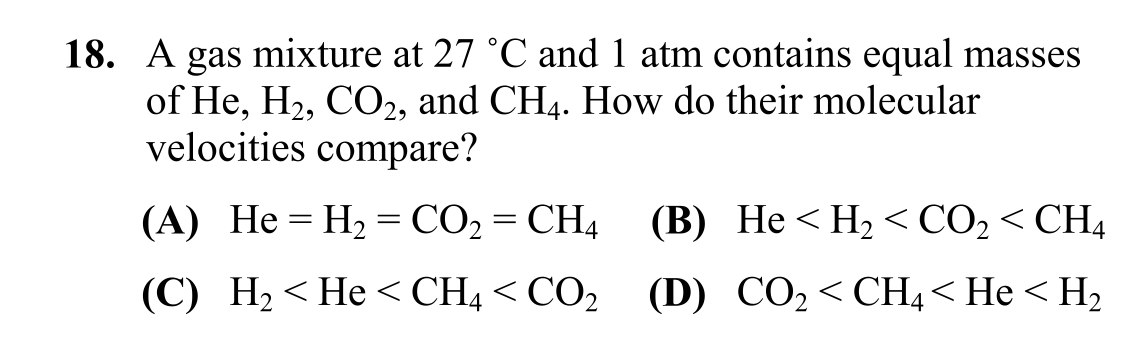 18. A gas mixture at 27 ˚C and 1 atm contains equal masses
of He, H₂, CO₂, and CH₄. How do their molecular
velocities compare?
(A) He = H₂ = CO₂ = CH₄ (B) He < H₂ < CO₂ < CH₄
(C) H₂ < He < CH₄ < CO₂ (D) CO₂ < CH₄ < He < H₂